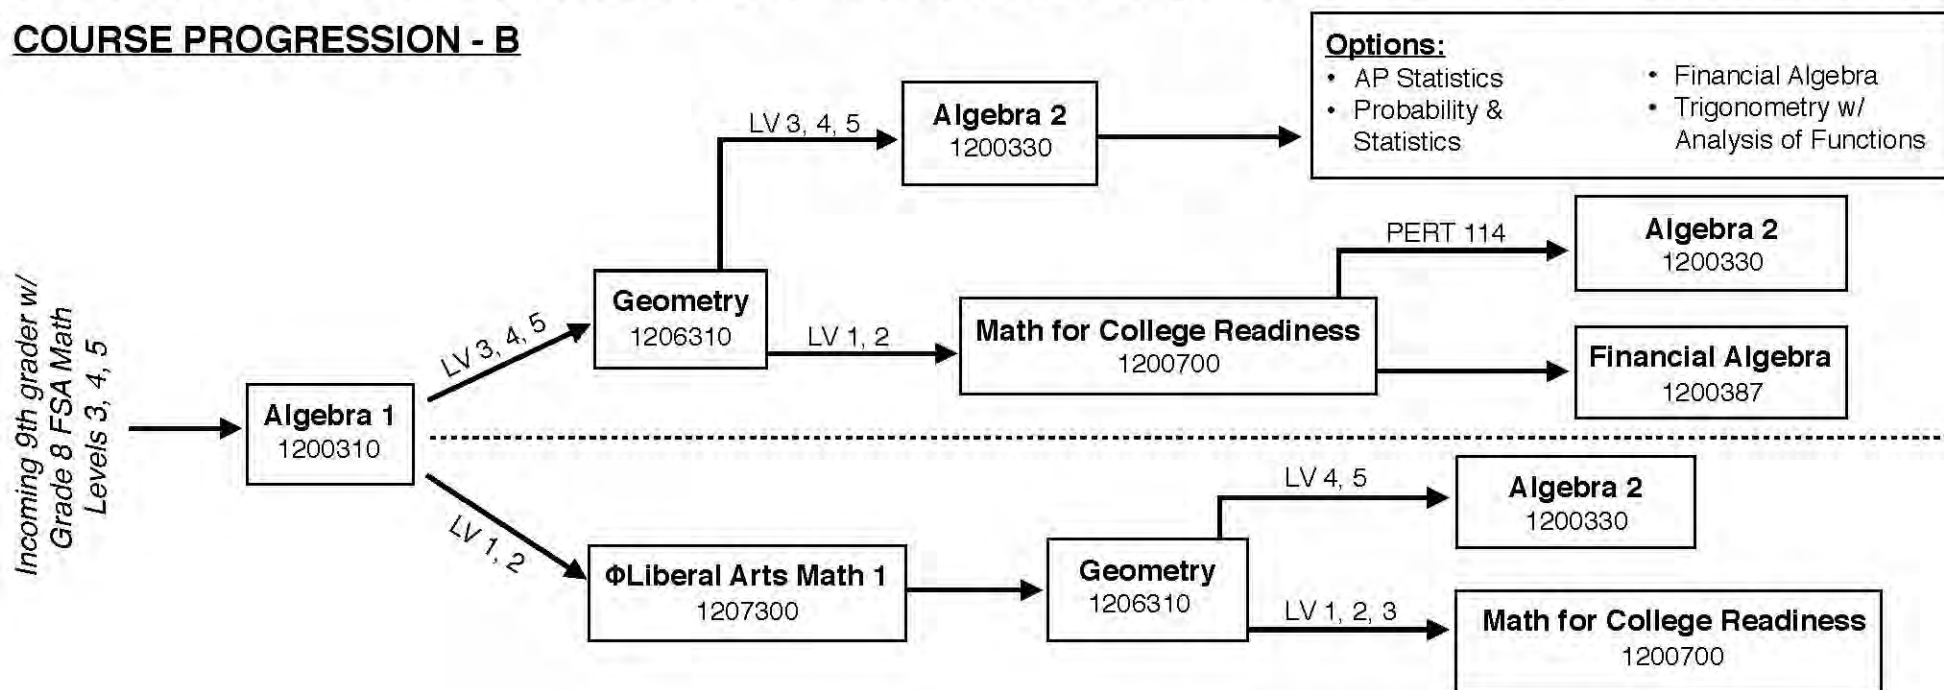 COURSE PROGRESSION - B
Options:
• AP Statistics
• Probability &
Statistics
• Financial Algebra
• Trigonometry w/
Analysis of Functions
LV 3, 4, 5
Algebra 2
1200330
PERT 114
Algebra 2
1200330
Incoming 9th grader w/
Grade 8 FSA Math
Levels 3, 4, 5
Algebra 1
1200310
LV 3, 4, 5
Geometry
1206310
LV 1, 2
Math for College Readiness
1200700
Financial Algebra
1200387
LV 1, 2
ΦLiberal Arts Math 1
1207300
Geometry
1206310
LV 4, 5
Algebra 2
1200330
LV 1, 2, 3
Math for College Readiness
1200700